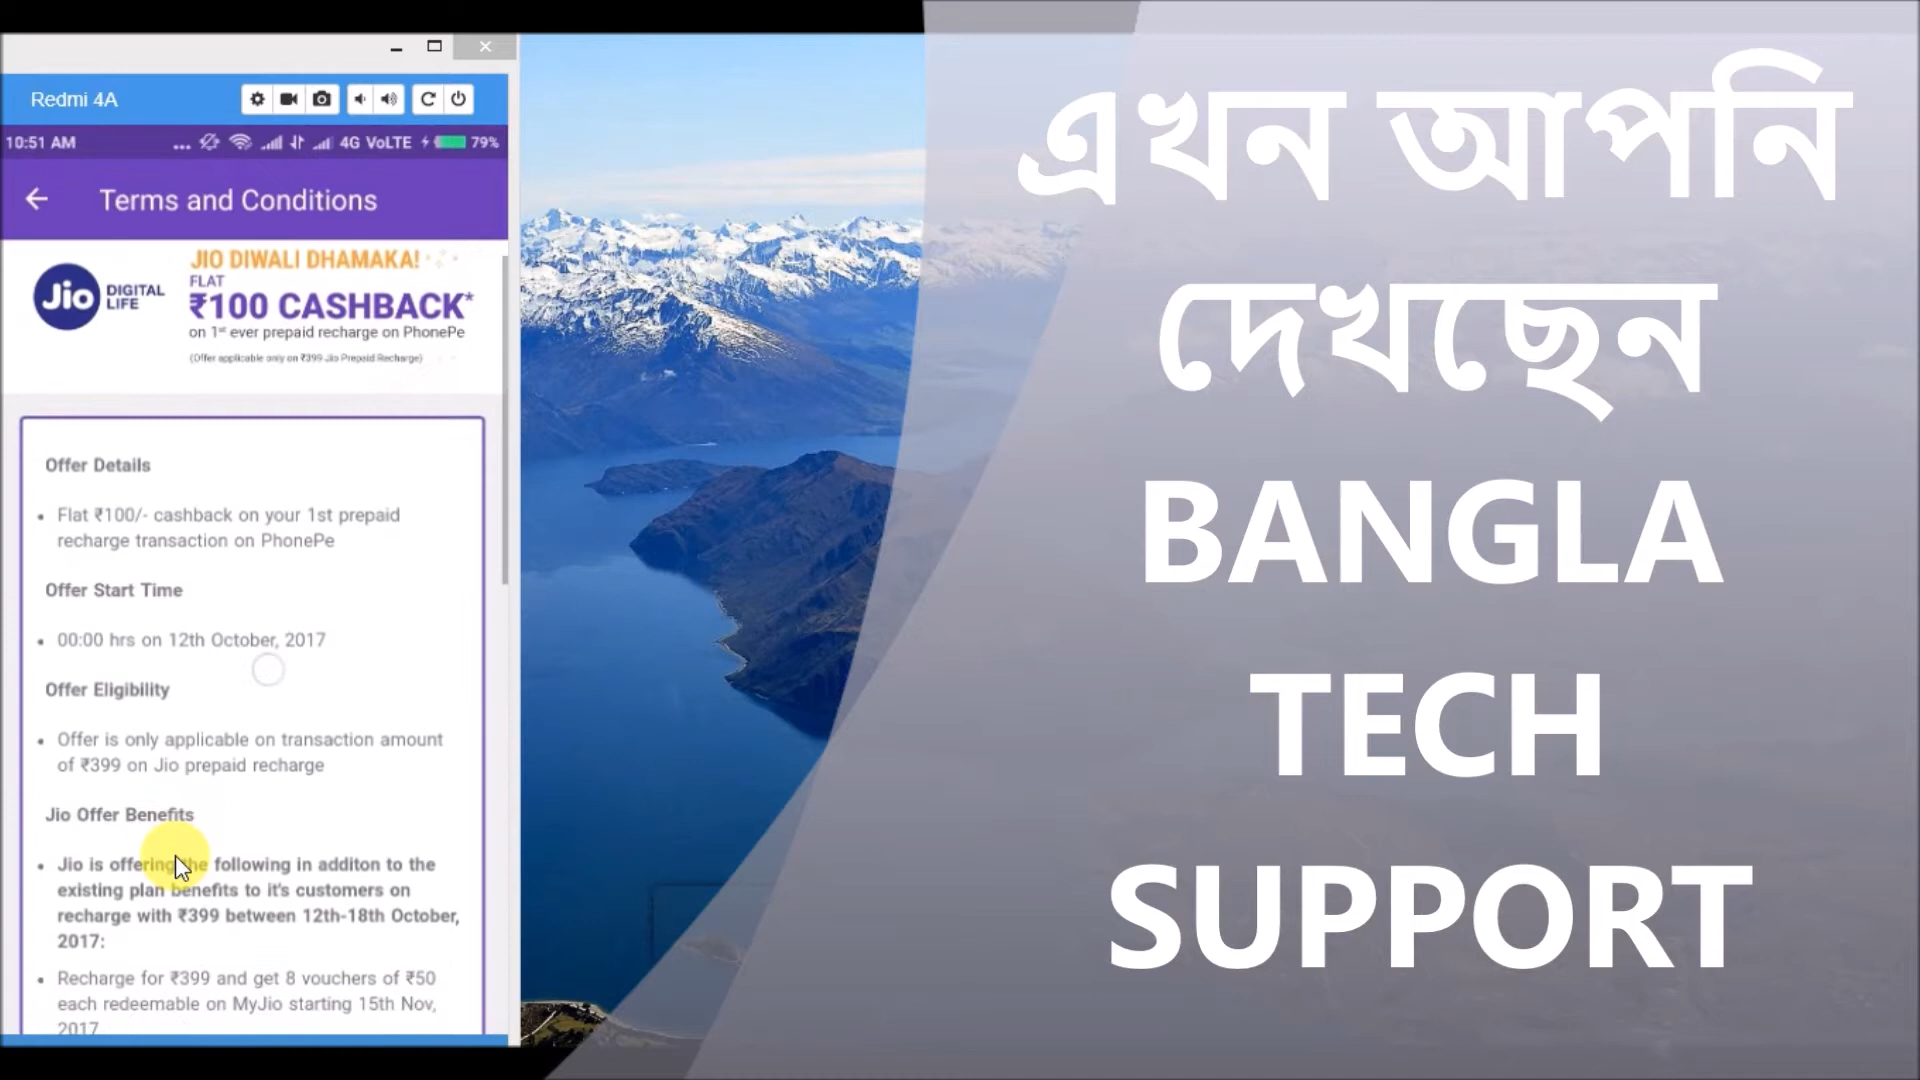 Redmi 4A
10:51 AM
... 4G VoLTE 79%
Terms and Conditions
Jio DIGITAL LIFE
JIO DIWALI DHAMAKA!
FLAT
₹100 CASHBACK*
on 1st ever prepaid recharge on PhonePe
(Offer applicable only on ₹399 Jio Prepaid Recharge)
Offer Details
• Flat ₹100/- cashback on your 1st prepaid
recharge transaction on PhonePe
Offer Start Time
• 00:00 hrs on 12th October, 2017
Offer Eligibility
• Offer is only applicable on transaction amount
of ₹399 on Jio prepaid recharge
Jio Offer Benefits
• Jio is offering the following in additon to the
existing plan benefits to it's customers on
recharge with ₹399 between 12th-18th October,
2017:
• Recharge for ₹399 and get 8 vouchers of ₹50
each redeemable on MyJio starting 15th Nov,
2017
এখন আপনি
দেখছেন
BANGLA
TECH
SUPPORT